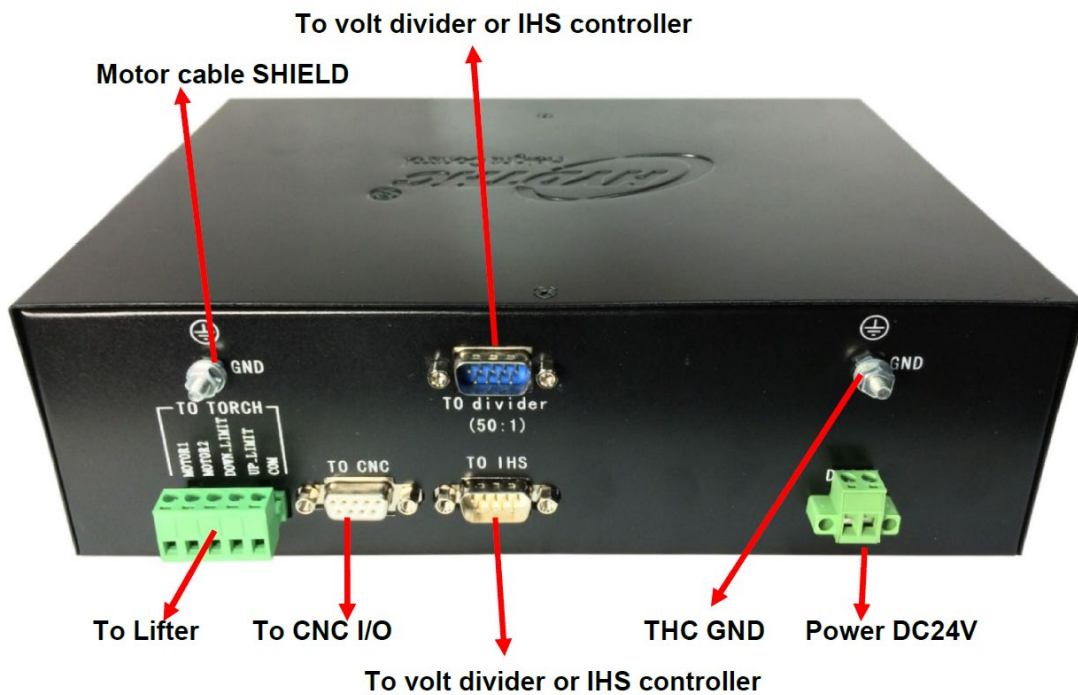 To volt divider or IHS controller
Motor cable SHIELD
GND
GND
TO TORCH
MOTOR1
MOTOR2
DOWN.LIMIT
UP.LIMIT
COM
TO divider
(50:1)
TO CNC
TO IHS
To Lifter
To CNC I/O
THC GND
Power DC24V
To volt divider or IHS controller